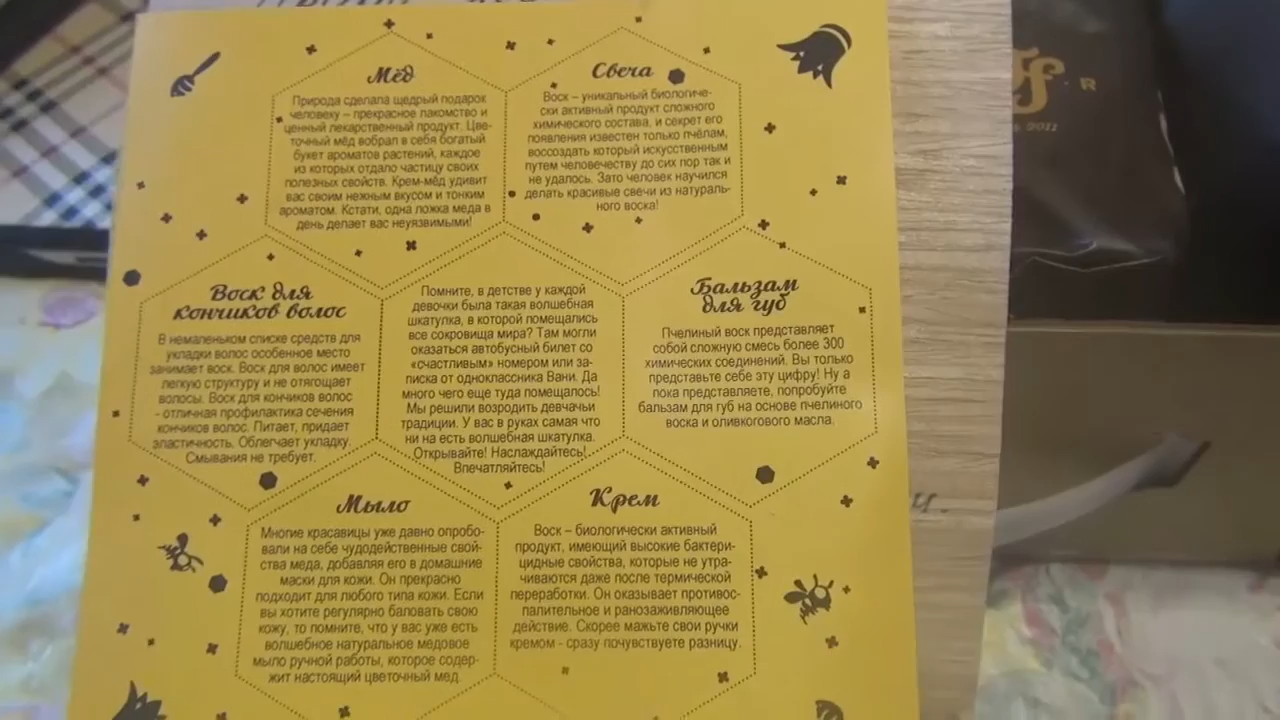 Мёд
Природа сделала щедрый подарок
человеку – прекрасное лакомство и
ценный лекарственный продукт. Цве-
точный мёд вобрал в себя богатый
букет ароматов растений, каждое
из которых отдало частицу своих
полезных свойств. Крем-мёд удивит
вас своим нежным вкусом и тонким
ароматом. Кстати, одна ложка меда в
день делает вас неуязвимыми!
Свеча
Воск – уникальный биологиче-
ски активный продукт сложного
химического состава, и секрет его
появления известен только пчёлам,
воссоздать который искусственным
путем человечеству до сих пор так и
не удалось. Зато человек научился
делать красивые свечи из натураль-
ного воска!
Воск для
кончиков волос
В немаленьком списке средств для
укладки волос особенное место
занимает воск. Воск для волос имеет
легкую структуру и не отягощает
волосы. Воск для кончиков волос
- отличная профилактика сечения
кончиков волос. Питает, придает
эластичность. Облегчает укладку.
Смывания не требует.
Помните, в детстве у каждой
девочки была такая волшебная
шкатулка, в которой помещались
все сокровища мира? Там могли
оказаться автобусный билет со
«счастливым» номером или за-
писка от одноклассника Вани. Да
много чего еще туда помещалось!
Мы решили возродить девчачьи
традиции. У вас в руках самая что
ни на есть волшебная шкатулка.
Открывайте! Наслаждайтесь!
Впечатляйтесь!
Бальзам
для губ
Пчелиный воск представляет
собой сложную смесь более 300
химических соединений. Вы только
представьте себе эту цифру! Ну а
пока представляете, попробуйте
бальзам для губ на основе пчелиного
воска и оливкогового масла.
Мыло
Многие красавицы уже давно опробо-
вали на себе чудодейственные свой-
ства меда, добавляя его в домашние
маски для кожи. Он прекрасно
подходит для любого типа кожи. Если
вы хотите регулярно баловать свою
кожу, то помните, что у вас уже есть
волшебное натуральное медовое
мыло ручной работы, которое содер-
жит настоящий цветочный мед.
Крем
Воск – биологически активный
продукт, имеющий высокие бактери-
цидные свойства, которые не утра-
чиваются даже после термической
переработки. Он оказывает противос-
палительное и ранозаживляющее
действие. Скорее мажьте свои ручки
кремом - сразу почувствуете разницу.
R
2011